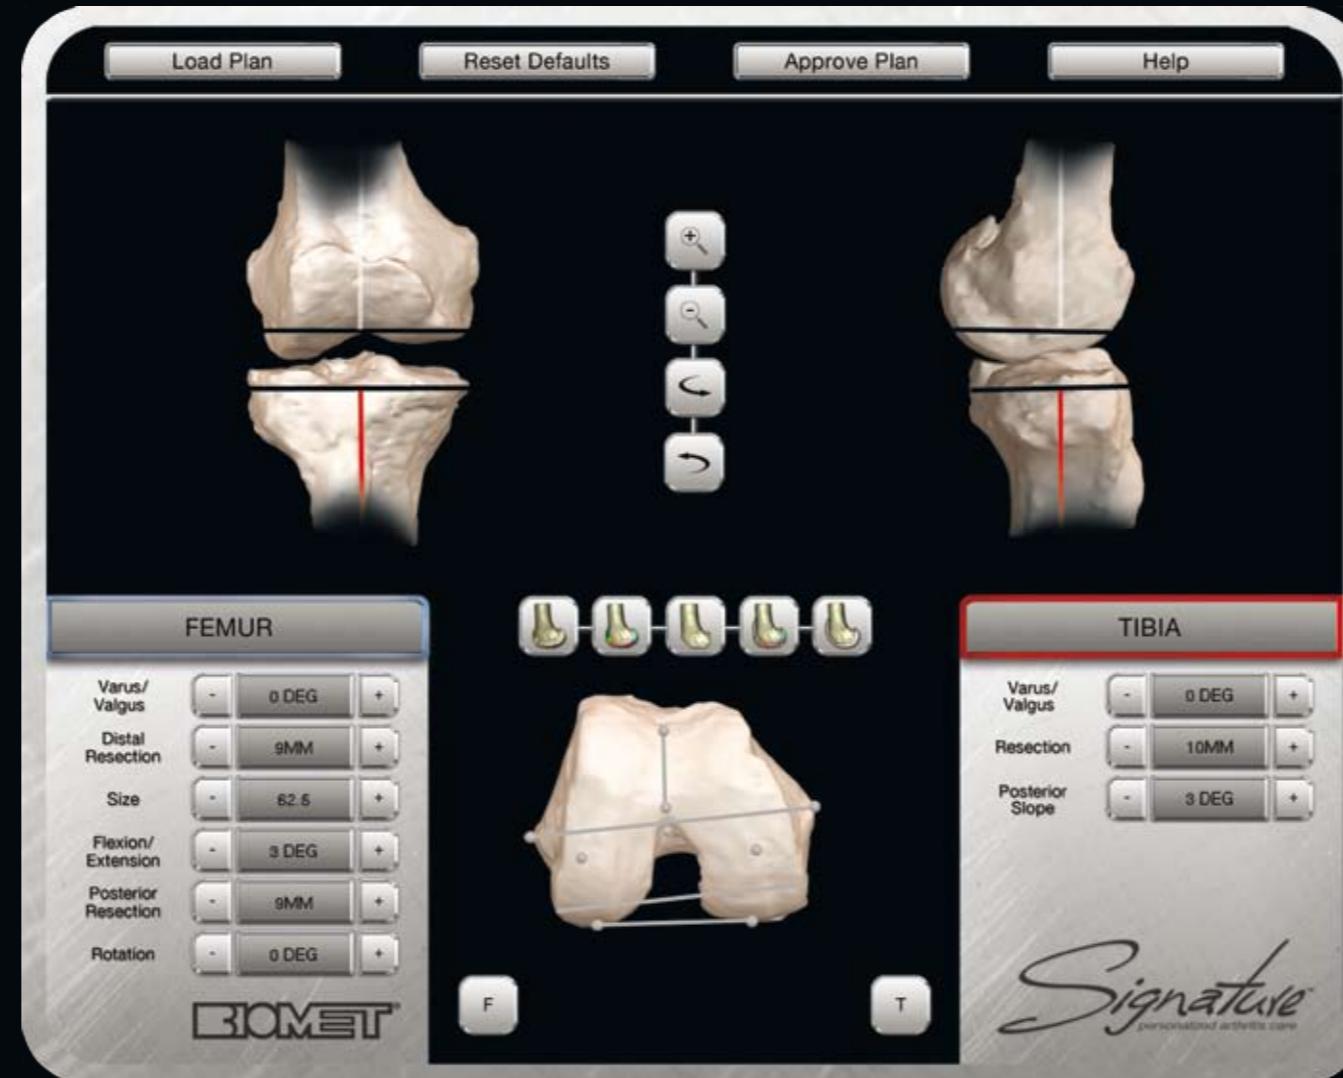 Load Plan
Reset Defaults
Approve Plan
Help
FEMUR
Varus/
Valgus
-
0 DEG
+
Distal
Resection
-
9MM
+
Size
-
62.5
+
Flexion/
Extension
-
3 DEG
+
Posterior
Resection
-
9MM
+
Rotation
-
0 DEG
+
BIOMET®
F
T
TIBIA
Varus/
Valgus
-
0 DEG
+
Resection
-
10MM
+
Posterior
Slope
-
3 DEG
+
Signature™
personalized arthritis care